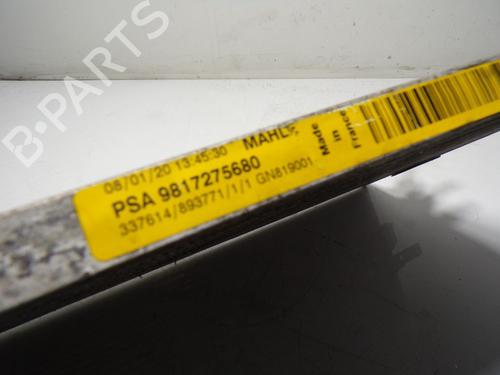 08/01/20 13:45:30 MAHLE
PSA 9817275680
337614/893771/1/1 GN819001
Made
in
France
B-PARTS